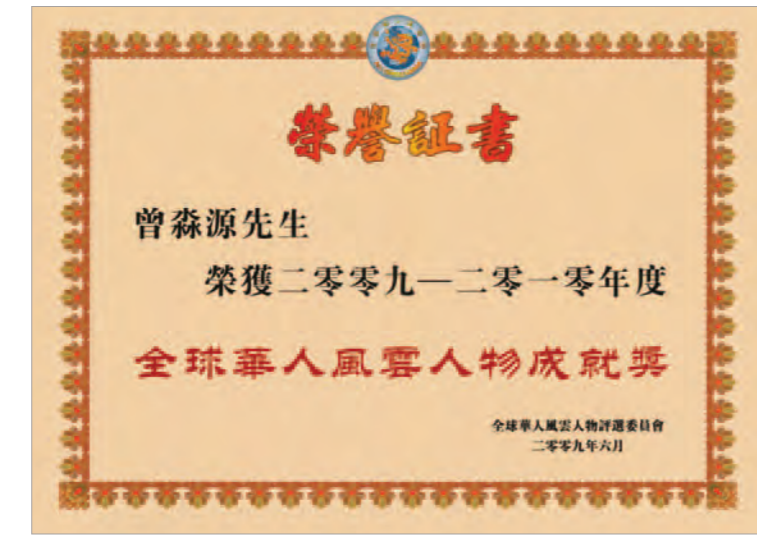 榮譽証書
曾淼源先生
榮獲二零零九—二零一零年度
全球華人風雲人物成就獎
全球華人風雲人物評選委員會
二零零九年六月